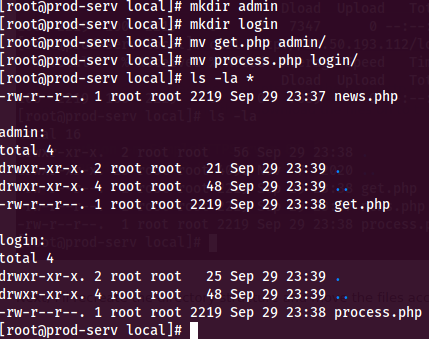 [root@prod-serv local]# mkdir admin
[root@prod-serv local]# mkdir login
[root@prod-serv local]# mv get.php admin/
[root@prod-serv local]# mv process.php login/
[root@prod-serv local]# ls -la *
-rw-r--r--. 1 root root 2219 Sep 29 23:37 news.php
admin:
total 4
drwxr-xr-x. 2 root root   21 Sep 29 23:39 .
drwxr-xr-x. 4 root root   48 Sep 29 23:39 ..
-rw-r--r--. 1 root root 2219 Sep 29 23:38 get.php
login:
total 4
drwxr-xr-x. 2 root root   25 Sep 29 23:39 .
drwxr-xr-x. 4 root root   48 Sep 29 23:39 ..
-rw-r--r--. 1 root root 2219 Sep 29 23:38 process.php
[root@prod-serv local]#